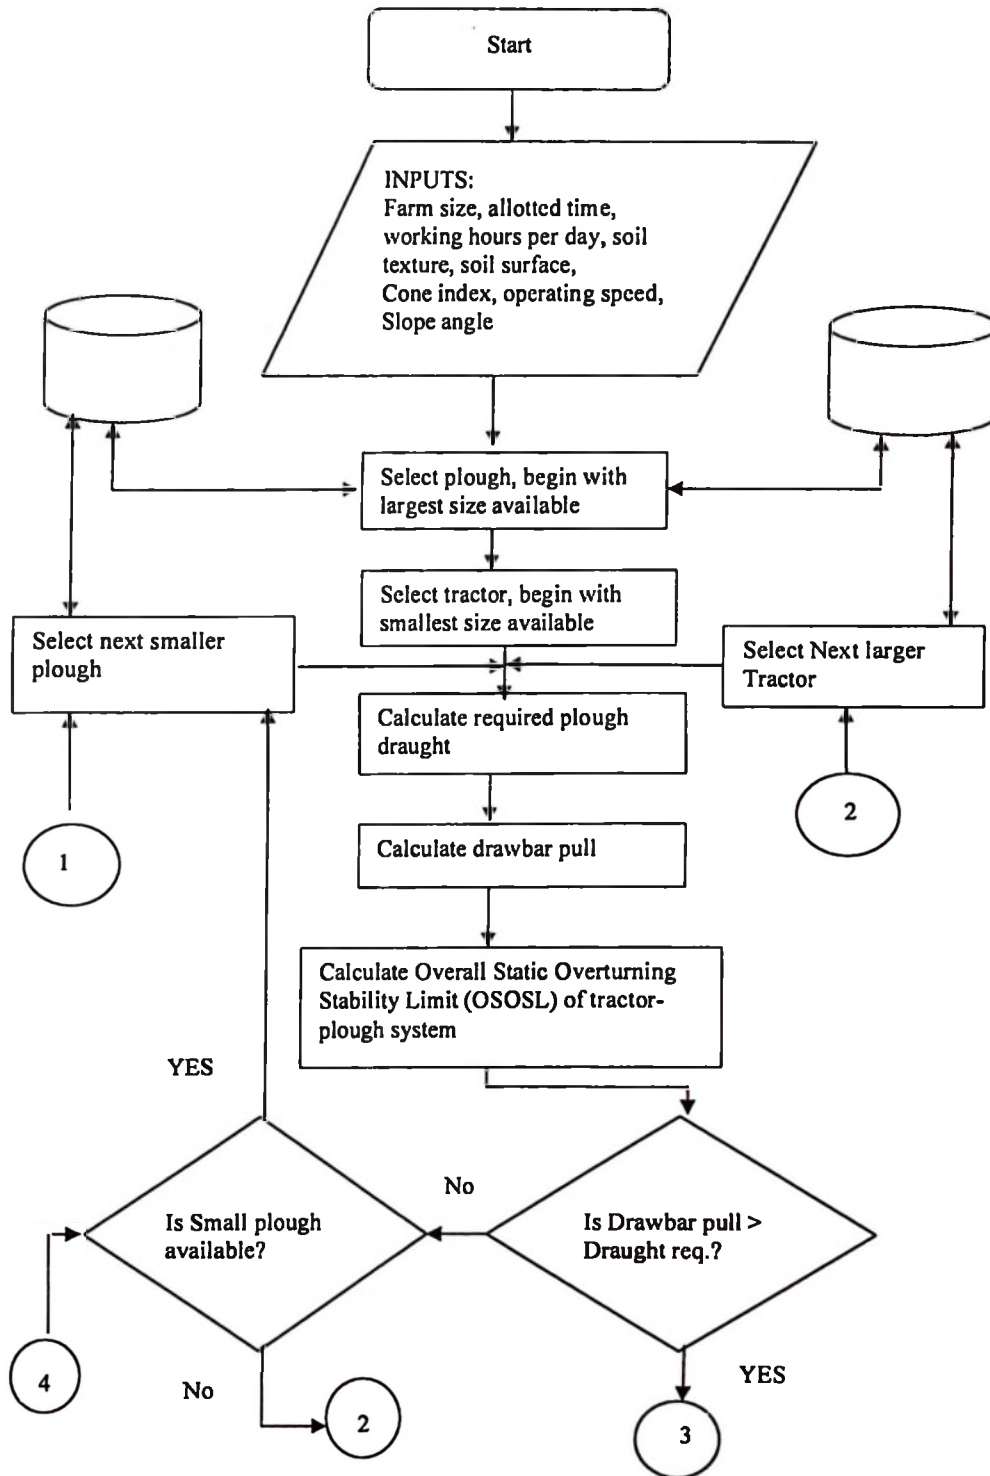 Start
INPUTS:
Farm size, allotted time,
working hours per day, soil
texture, soil surface,
Cone index, operating speed,
Slope angle
Select plough, begin with
largest size available
Select tractor, begin with
smallest size available
Select next smaller
plough
Select Next larger
Tractor
Calculate required plough
draught
1
2
Calculate drawbar pull
Calculate Overall Static Overturning
Stability Limit (OSOSL) of tractor-
plough system
YES
No
Is Small plough
available?
Is Drawbar pull >
Draught req.?
4
No
2
YES
3